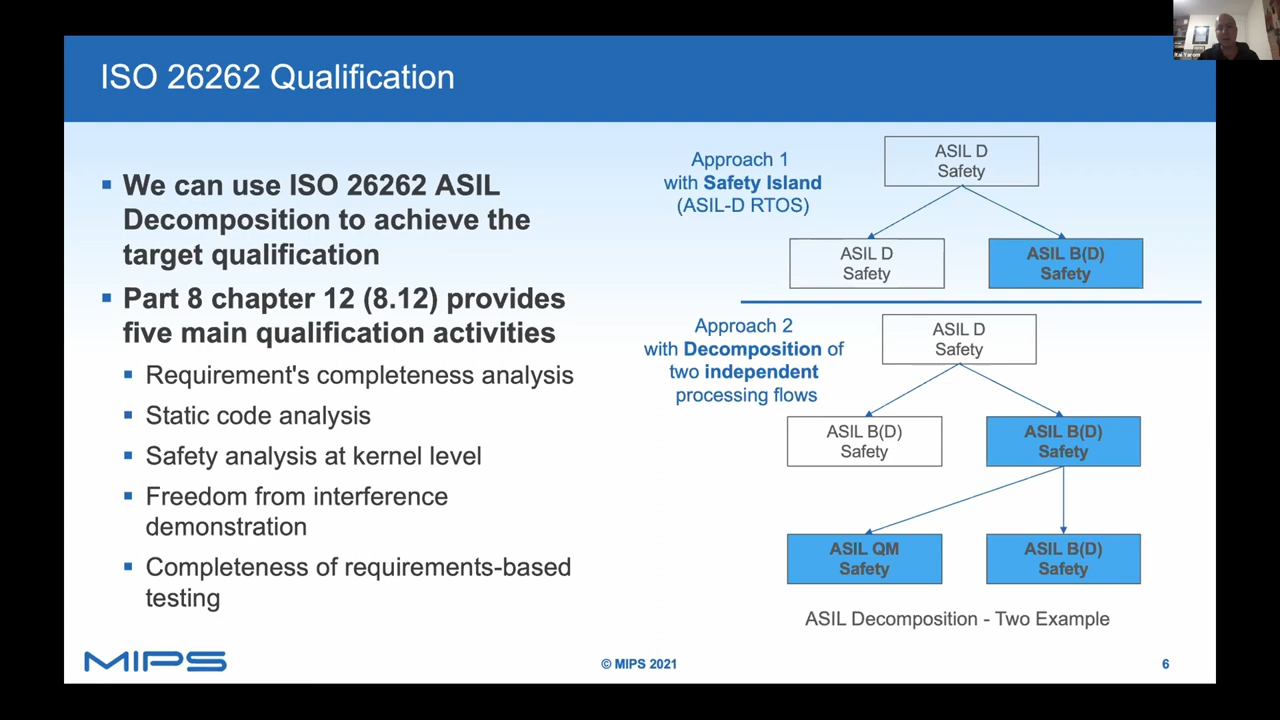 ISO 26262 Qualification
We can use ISO 26262 ASIL
Decomposition to achieve the
target qualification
Part 8 chapter 12 (8.12) provides
five main qualification activities
Requirement's completeness analysis
Static code analysis
Safety analysis at kernel level
Freedom from interference
demonstration
Completeness of requirements-based
testing
Approach 1
with Safety Island
(ASIL-D RTOS)
ASIL D
Safety
ASIL D
Safety
ASIL B(D)
Safety
Approach 2
with Decomposition of
two independent
processing flows
ASIL D
Safety
ASIL B(D)
Safety
ASIL B(D)
Safety
ASIL QM
Safety
ASIL B(D)
Safety
ASIL Decomposition - Two Example
MIPS
© MIPS 2021
6